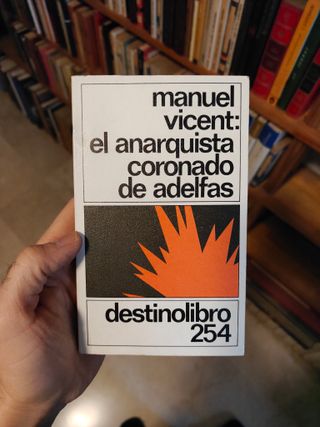 manuel
vicent:
el anarquista
coronado
de adelfas
destinolibro
254